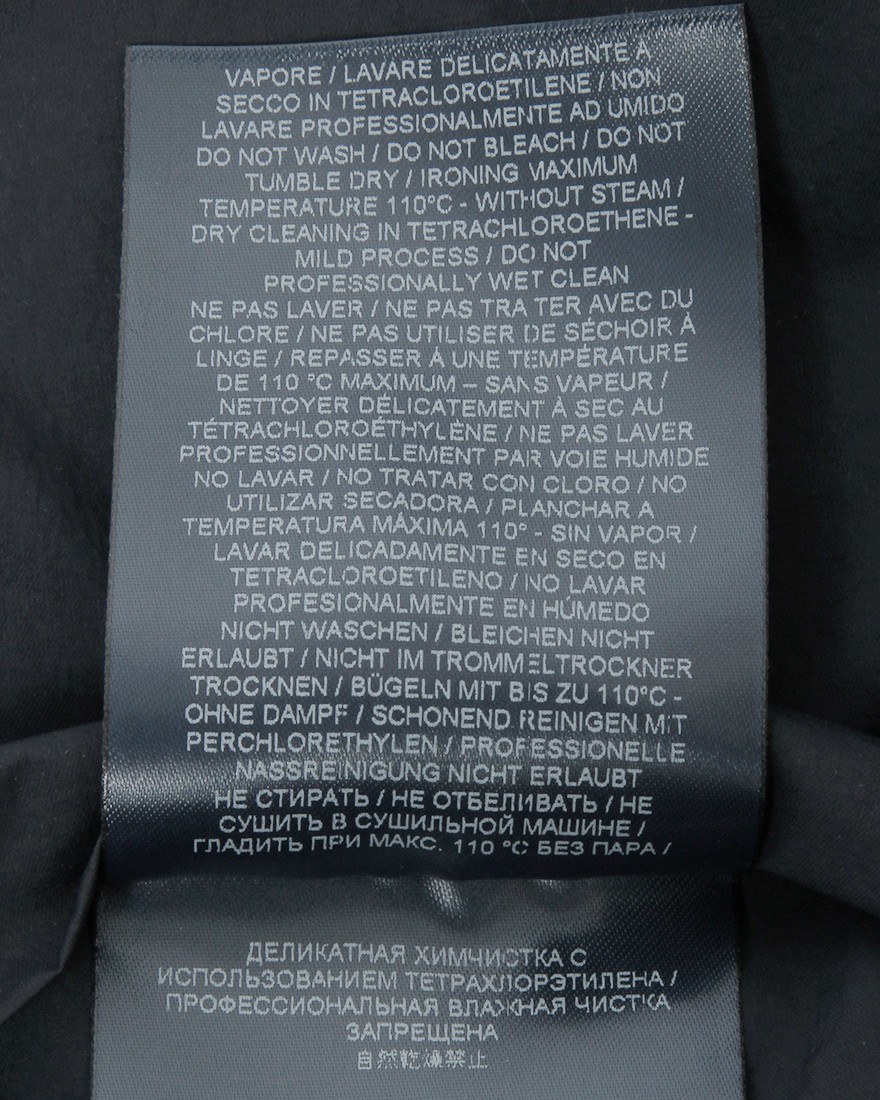 VAPORE / LAVARE DELICATAMENTE A
SECCO IN TETRACLOROETILENE / NON
LAVARE PROFESSIONALMENTE AD UMIDO
DO NOT WASH / DO NOT BLEACH / DO NOT
TUMBLE DRY / IRONING MAXIMUM
TEMPERATURE 110°C - WITHOUT STEAM /
DRY CLEANING IN TETRACHLOROETHENE -
MILD PROCESS / DO NOT
PROFESSIONALLY WET CLEAN
NE PAS LAVER / NE PAS TRAITER AVEC DU
CHLORE / NE PAS UTILISER DE SÉCHOIR À
LINGE / REPASSER À UNE TEMPÉRATURE
DE 110 °C MAXIMUM – SANS VAPEUR /
NETTOYER DÉLICATEMENT À SEC AU
TÉTRACHLOROÉTHYLÈNE / NE PAS LAVER
PROFESSIONNELLEMENT PAR VOIE HUMIDE
NO LAVAR / NO TRATAR CON CLORO / NO
UTILIZAR SECADORA / PLANCHAR A
TEMPERATURA MÁXIMA 110° - SIN VAPOR /
LAVAR DELICADAMENTE EN SECO EN
TETRACLOROETILENO / NO LAVAR
PROFESIONALMENTE EN HÚMEDO
NICHT WASCHEN / BLEICHEN NICHT
ERLAUBT / NICHT IM TROMMELTROCKNER
TROCKNEN / BÜGELN MIT BIS ZU 110°C -
OHNE DAMPF / SCHONEND REINIGEN MIT
PERCHLORETHYLEN / PROFESSIONELLE
NASSREINIGUNG NICHT ERLAUBT
НЕ СТИРАТЬ / НЕ ОТБЕЛИВАТЬ / НЕ
СУШИТЬ В СУШИЛЬНОЙ МАШИНЕ /
ГЛАДИТЬ ПРИ МАКС. 110 °C БЕЗ ПАРА /
ДЕЛИКАТНАЯ ХИМЧИСТКА С
ИСПОЛЬЗОВАНИЕМ ТЕТРАХЛОРЭТИЛЕНА /
ПРОФЕССИОНАЛЬНАЯ ВЛАЖНАЯ ЧИСТКА
ЗАПРЕЩЕНА
自然乾燥禁止